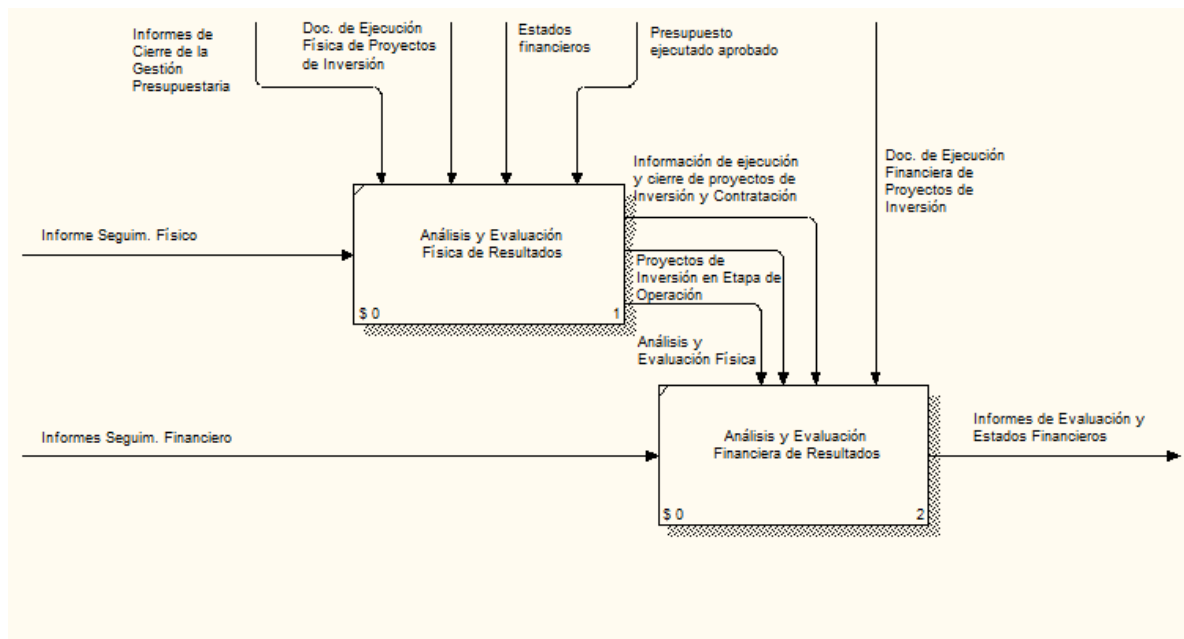 Informes de
Cierre de la
Gestión
Presupuestaria
Doc. de Ejecución
Física de Proyectos
de Inversión
Estados
financieros
Presupuesto
ejecutado aprobado
Información de ejecución
y cierre de proyectos de
Inversión y Contratación
Doc. de Ejecución
Financiera de
Proyectos de
Inversión
Informe Seguim. Físico
Análisis y Evaluación
Física de Resultados
$ 0
1
Proyectos de
Inversión en Etapa de
Operación
Análisis y
Evaluación Física
Informes Seguim. Financiero
Análisis y Evaluación
Financiera de Resultados
$ 0
2
Informes de Evaluación y
Estados Financieros